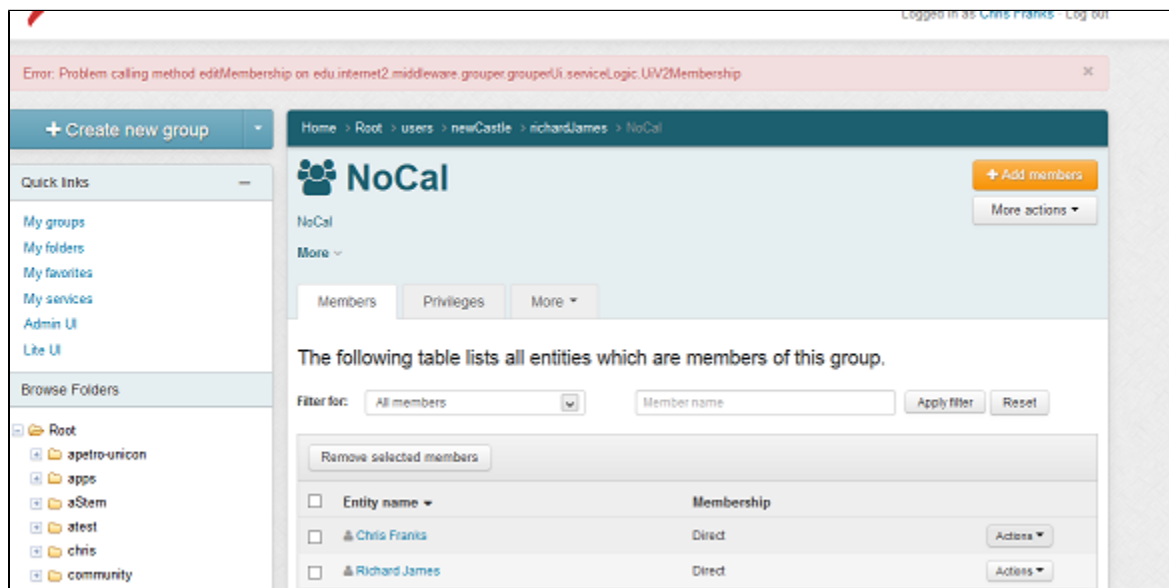 Logged in as Chris Franks - Log out
Error: Problem calling method editMembership on edu.internet2.middleware.grouper.grouperUi.serviceLogic.UiV2Membership ×
+ Create new group
Home > Root > users > newCastle > richardJames > NoCal
Quick links
NoCal
+ Add members
More actions
My groups
My folders
My favorites
My services
Admin UI
Lite UI
NoCal
More
Members Privileges More
The following table lists all entities which are members of this group.
Browse Folders
Filter for: All members Member name Apply filter Reset
Root
apetro-unicon
apps
aStem
atest
chris
community
Remove selected members
Entity name Membership
Chris Franks Direct Actions
Richard James Direct Actions